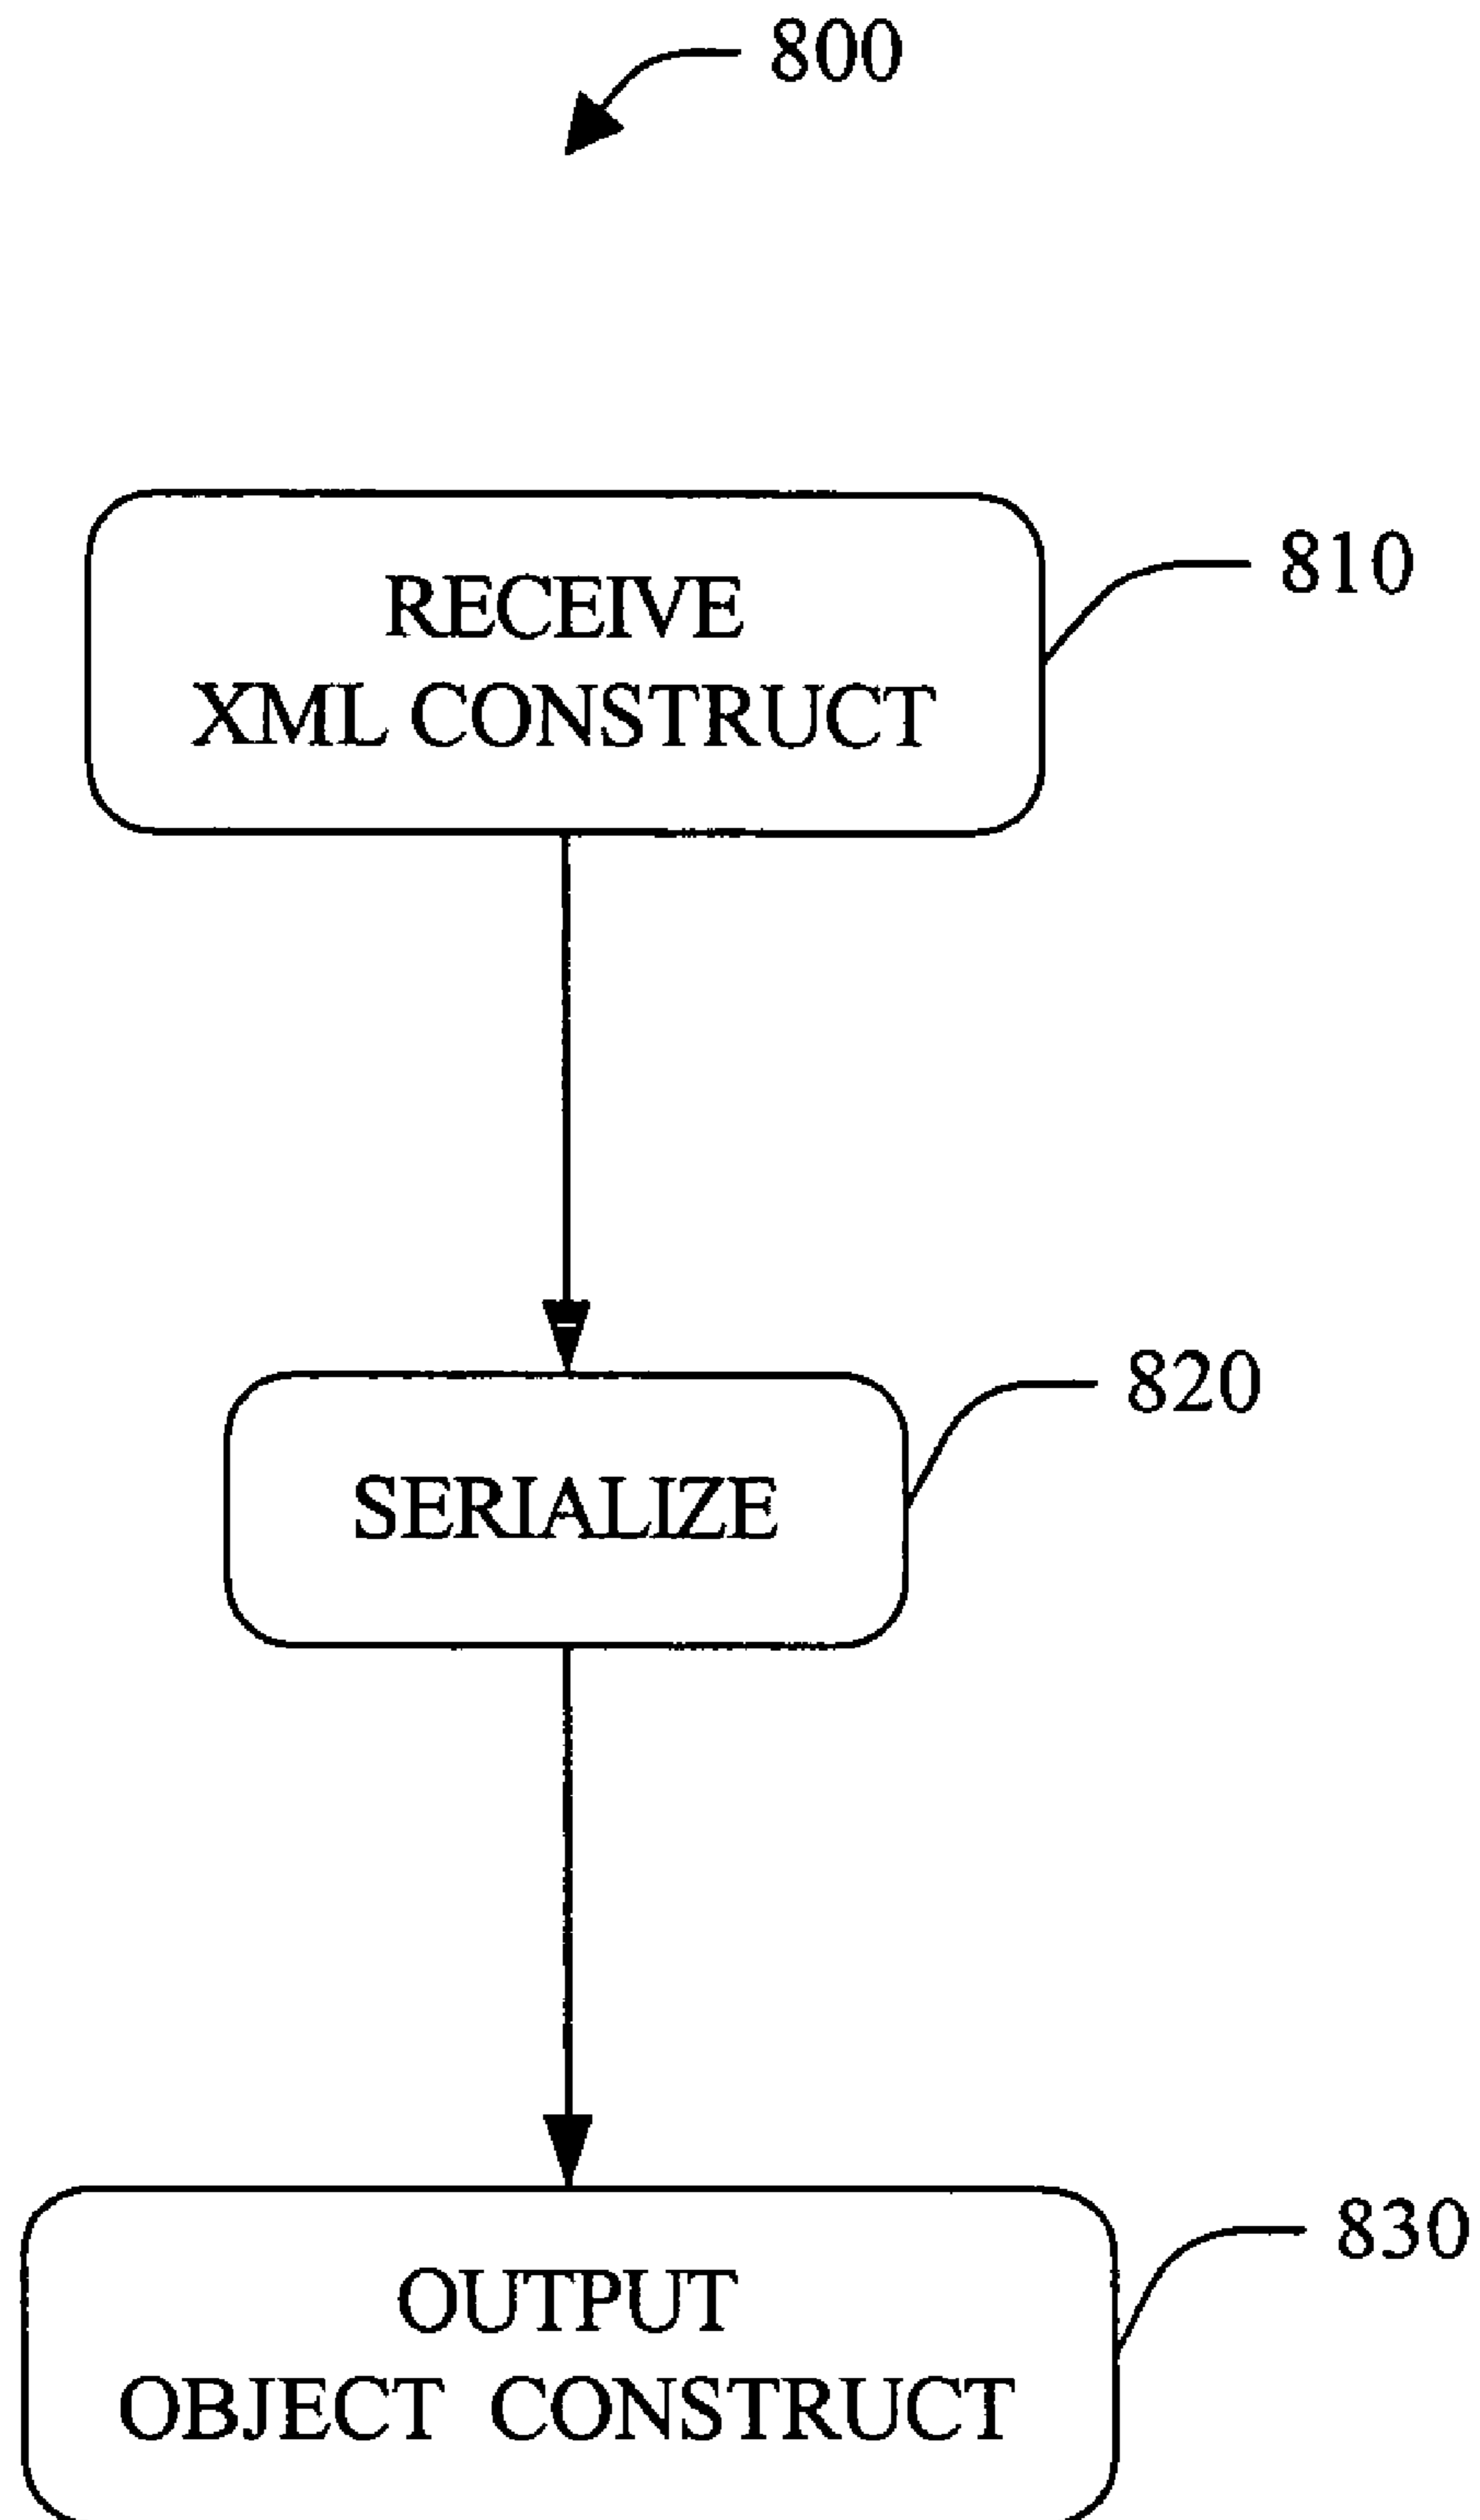 800
RECEIVE
XML CONSTRUCT
810
SERIALIZE
820
OUTPUT
OBJECT CONSTRUCT
830